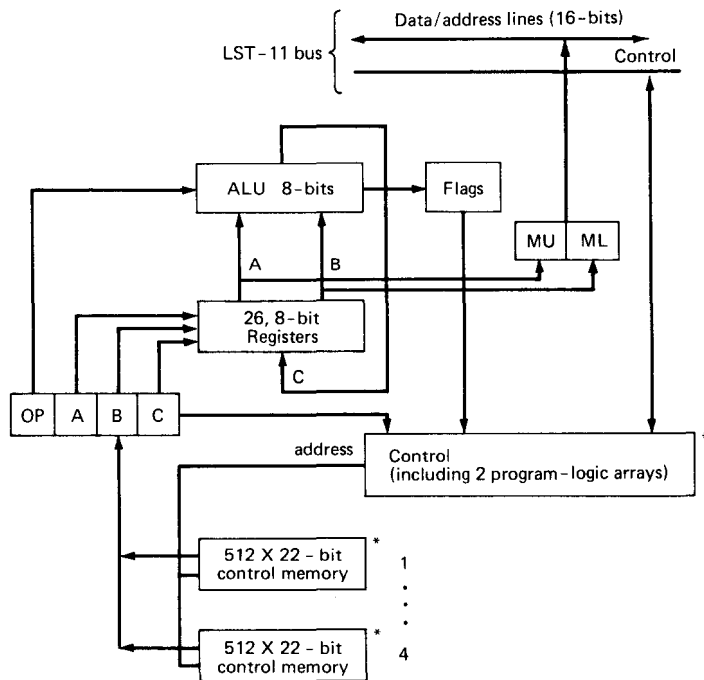 Data/address lines (16-bits)
LST-11 bus
Control
ALU 8-bits
Flags
MU ML
A B
26, 8-bit
Registers
C
OP A B C
address
Control
(including 2 program-logic arrays)
*
512 X 22-bit
control memory
*
1
.
.
.
4
512 X 22-bit
control memory
*